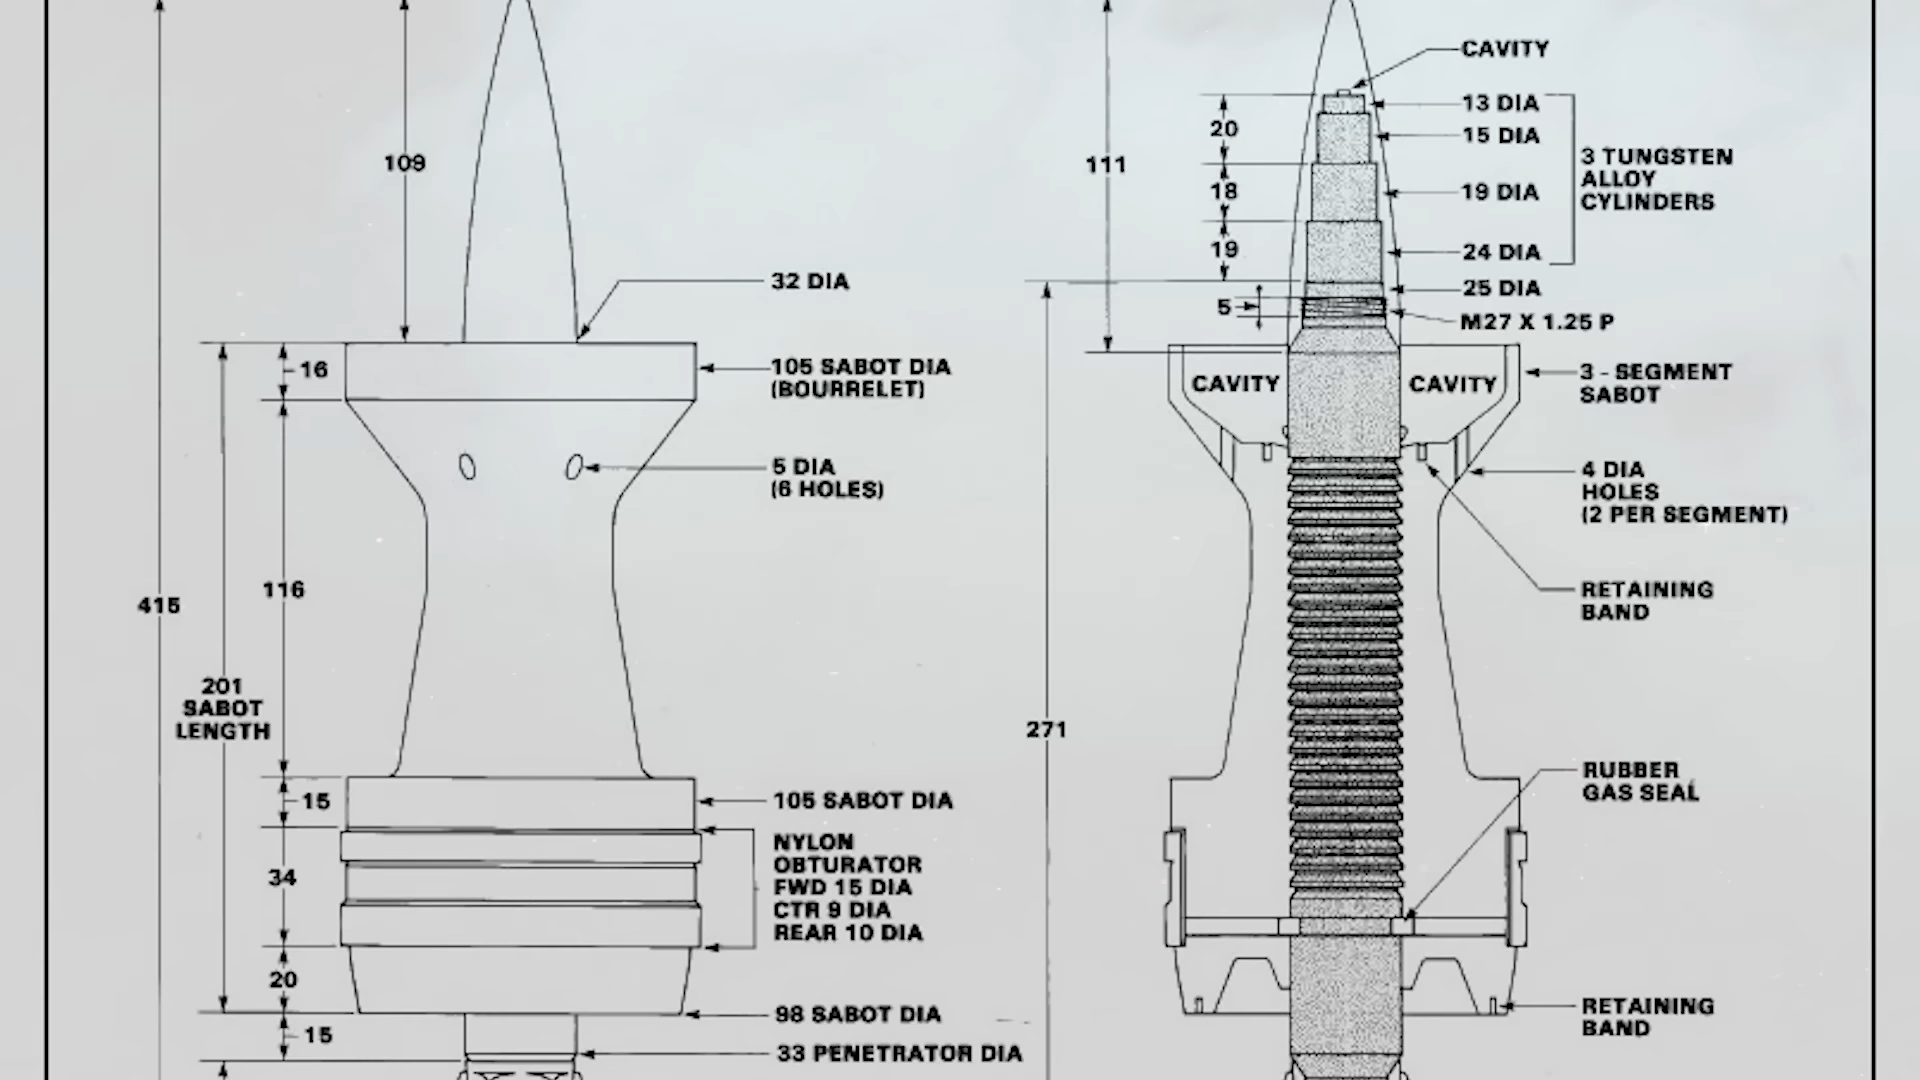 109
32 DIA
16
105 SABOT DIA
(BOURRELET)
5 DIA
(6 HOLES)
116
415
201
SABOT
LENGTH
15
105 SABOT DIA
34
NYLON
OBTURATOR
FWD 15 DIA
CTR 9 DIA
REAR 10 DIA
20
98 SABOT DIA
15
33 PENETRATOR DIA
CAVITY
13 DIA
20
15 DIA
111
3 TUNGSTEN
ALLOY
CYLINDERS
18
19 DIA
19
24 DIA
25 DIA
5
M27 X 1.25 P
CAVITY
CAVITY
3 - SEGMENT
SABOT
4 DIA
HOLES
(2 PER SEGMENT)
RETAINING
BAND
271
RUBBER
GAS SEAL
RETAINING
BAND